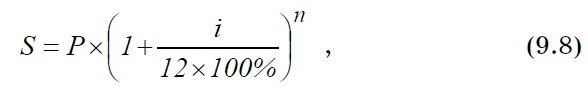 S = P × ( 1 + i / 12 × 100% )^n , (9.8)